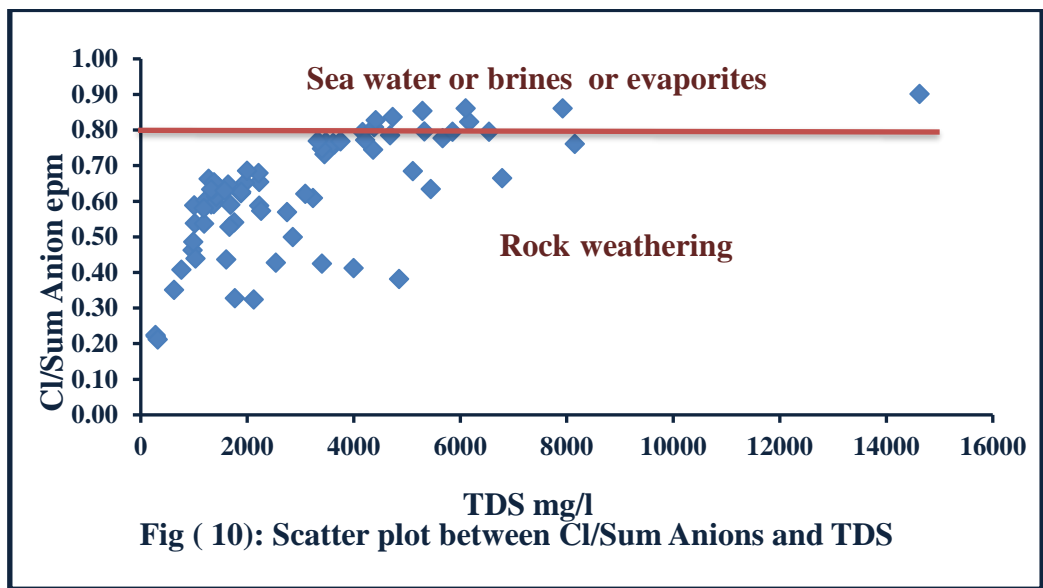 Sea water or brines or evaporites
Rock weathering
Cl/Sum Anion epm
1.00
0.90
0.80
0.70
0.60
0.50
0.40
0.30
0.20
0.10
0.00
0 2000 4000 6000 8000 10000 12000 14000 16000
TDS mg/l
Fig ( 10): Scatter plot between Cl/Sum Anions and TDS